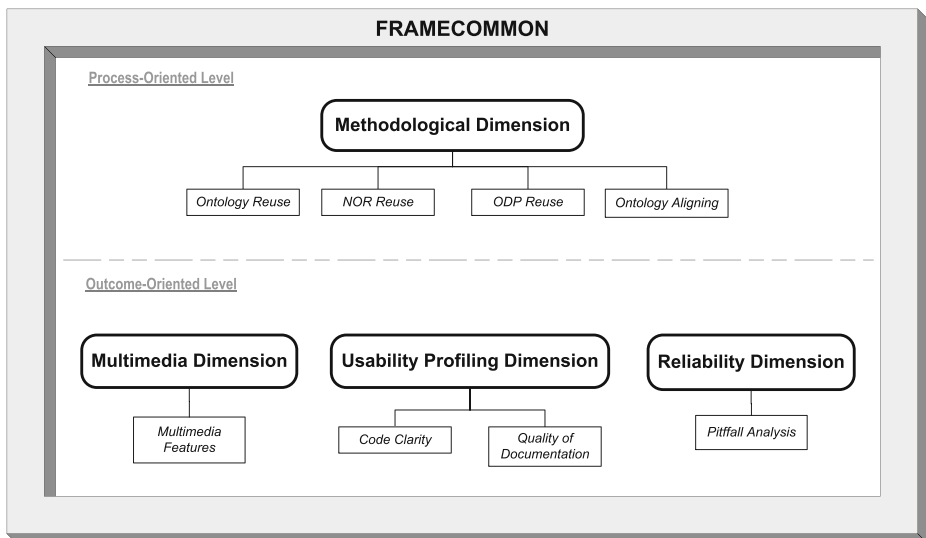 FRAMECOMMON
Process-Oriented Level
Methodological Dimension
Ontology Reuse
NOR Reuse
ODP Reuse
Ontology Aligning
Outcome-Oriented Level
Multimedia Dimension
Usability Profiling Dimension
Reliability Dimension
Multimedia
Features
Code Clarity
Quality of
Documentation
Pitffall Analysis